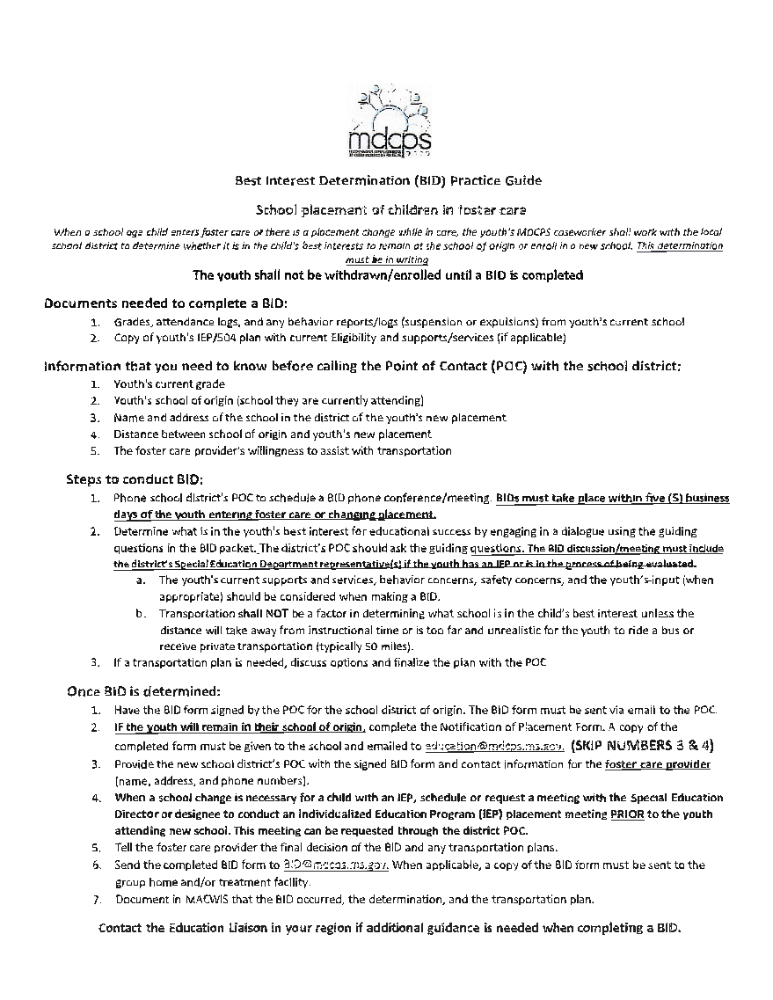 mdcps
Best Interest Determination (BID) Practice Guide
School placement of children in foster care
When a school age child enters foster care or there is a placement change while in care, the youth's MDCPS caseworker shall work with the local
school district to determine whether it is in the child's best interests to remain at the school of origin or enroll in a new school. This determination
must be in writing
The youth shall not be withdrawn/enrolled until a BID is completed
Documents needed to complete a BID:
1. Grades, attendance logs, and any behavior reports/logs (suspension or expulsions) from youth's current school
2. Copy of youth's IEP/504 plan with current Eligibility and supports/services (if applicable)
Information that you need to know before calling the Point of Contact (POC) with the school district:
1. Youth's current grade
2. Youth's school of origin (school they are currently attending)
3. Name and address of the school in the district of the youth's new placement
4. Distance between school of origin and youth's new placement
5. The foster care provider's willingness to assist with transportation
Steps to conduct BID:
1. Phone school district's POC to schedule a BID phone conference/meeting. BIDs must take place within five (5) business
days of the youth entering foster care or changing placement.
2. Determine what is in the youth's best interest for educational success by engaging in a dialogue using the guiding
questions in the BID packet. The district's POC should ask the guiding questions. The BID discussion/meeting must include
the district's Special Education Department representative(s) if the youth has an IEP or is in the process of being evaluated.
a. The youth's current supports and services, behavior concerns, safety concerns, and the youth's-input (when
appropriate) should be considered when making a BID.
b. Transportation shall NOT be a factor in determining what school is in the child's best interest unless the
distance will take away from instructional time or is too far and unrealistic for the youth to ride a bus or
receive private transportation (typically 50 miles).
3. If a transportation plan is needed, discuss options and finalize the plan with the POC
Once BID is determined:
1. Have the BID form signed by the POC for the school district of origin. The BID form must be sent via email to the POC.
2. IF the youth will remain in their school of origin, complete the Notification of Placement Form. A copy of the
completed form must be given to the school and emailed to education@mdcps.ms.gov. (SKIP NUMBERS 3 & 4)
3. Provide the new school district's POC with the signed BID form and contact information for the foster care provider
(name, address, and phone numbers).
4. When a school change is necessary for a child with an IEP, schedule or request a meeting with the Special Education
Director or designee to conduct an individualized Education Program (IEP) placement meeting PRIOR to the youth
attending new school. This meeting can be requested through the district POC.
5. Tell the foster care provider the final decision of the BID and any transportation plans.
6. Send the completed BID form to BID@mdcps.ms.gov. When applicable, a copy of the BID form must be sent to the
group home and/or treatment facility.
7. Document in MACWIS that the BID occurred, the determination, and the transportation plan.
Contact the Education Liaison in your region if additional guidance is needed when completing a BID.